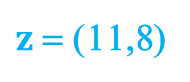 z = (11,8)